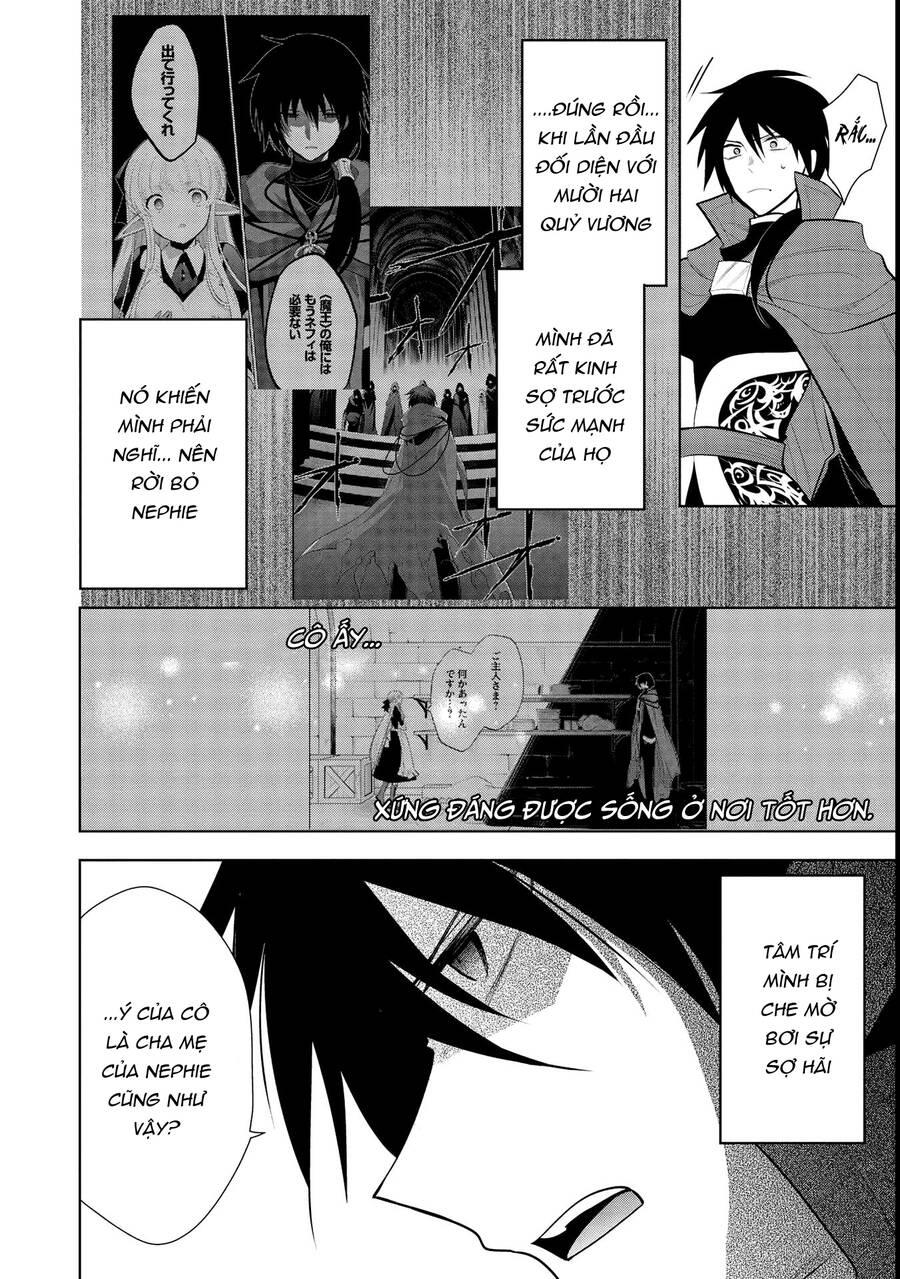 RẮC...
....ĐÚNG RỒI...
KHI LẦN ĐẦU
ĐỐI DIỆN VỚI
MƯỜI HAI
QUỶ VƯƠNG
MÌNH ĐÃ
RẤT KINH
SỢ TRƯỚC
SỨC MẠNH
CỦA HỌ
オオオオ
〈魔王〉の俺には
もうネフィは
必要ない
出て行ってくれ
NÓ KHIẾN
MÌNH PHẢI
NGHĨ... NÊN
RỜI BỎ
NEPHIE
CÔ ẤY...
ご主人さま?
何かあったん
ですか…?
XỨNG ĐÁNG ĐƯỢC SỐNG Ở NƠI TỐT HƠN.
TÂM TRÍ
MÌNH BỊ
CHE MỜ
BƠI SỰ
SỢ HÃI
...Ý CỦA CÔ
LÀ CHA MẸ
CỦA NEPHIE
CŨNG NHƯ
VẬY?